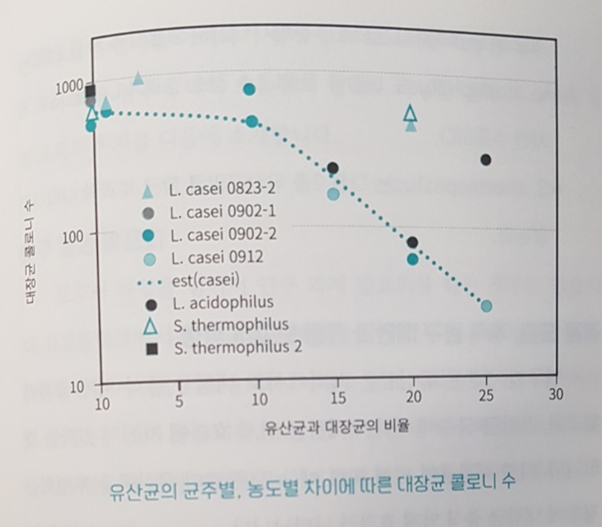 1000
100
10
대장균 콜로니 수
L. casei 0823-2
L. casei 0902-1
L. casei 0902-2
L. casei 0912
est(casei)
L. acidophilus
S. thermophilus
S. thermophilus 2
10 5 10 15 20 25 30
유산균과 대장균의 비율
유산균의 균주별, 농도별 차이에 따른 대장균 콜로니 수